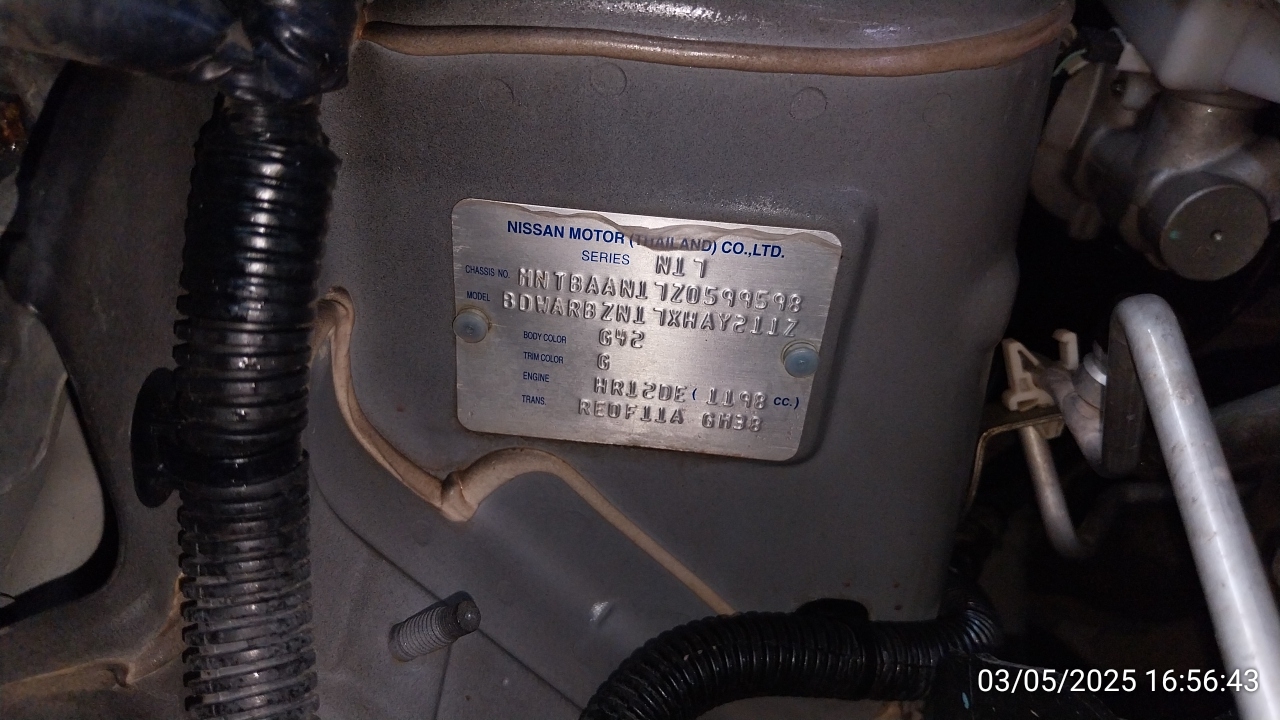 NISSAN MOTOR (THAILAND) CO.,LTD.
SERIES N17
CHASSIS NO. MNTBAAN17Z0599598
MODEL BDWARBZN17XHAY211Z
BODY COLOR G42
TRIM COLOR G
ENGINE HR12DE ( 1198 CC.)
TRANS. RE0F11A GH38
03/05/2025 16:56:43